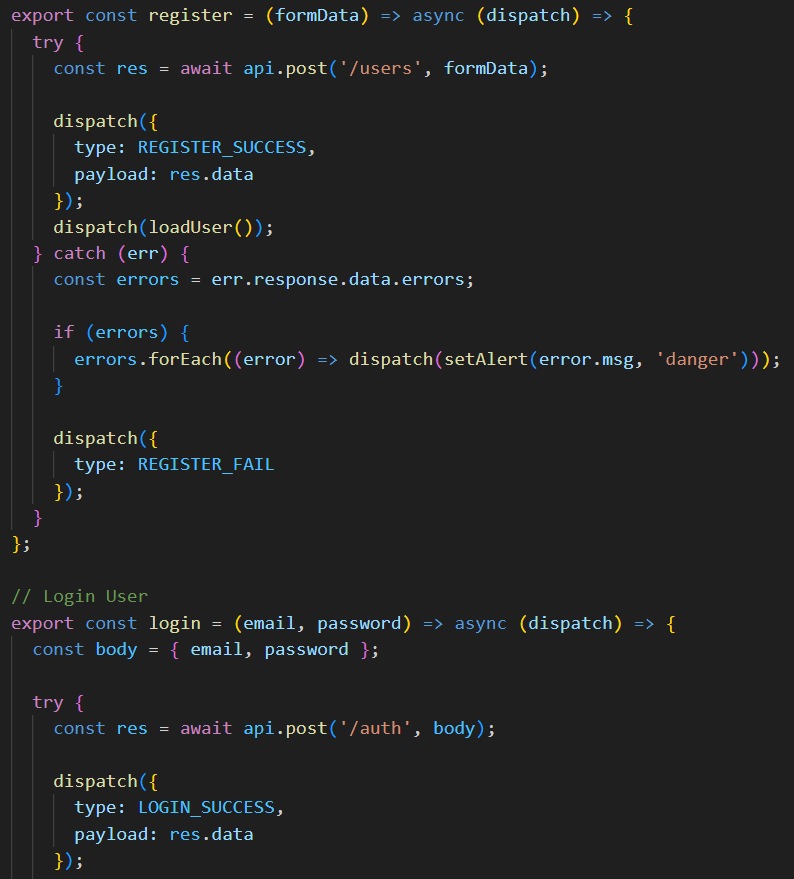 export const register = (formData) => async (dispatch) => {
  try {
    const res = await api.post('/users', formData);

    dispatch({
      type: REGISTER_SUCCESS,
      payload: res.data
    });
    dispatch(loadUser());
  } catch (err) {
    const errors = err.response.data.errors;

    if (errors) {
      errors.forEach((error) => dispatch(setAlert(error.msg, 'danger')));
    }

    dispatch({
      type: REGISTER_FAIL
    });
  }
};

// Login User
export const login = (email, password) => async (dispatch) => {
  const body = { email, password };

  try {
    const res = await api.post('/auth', body);

    dispatch({
      type: LOGIN_SUCCESS,
      payload: res.data
    });